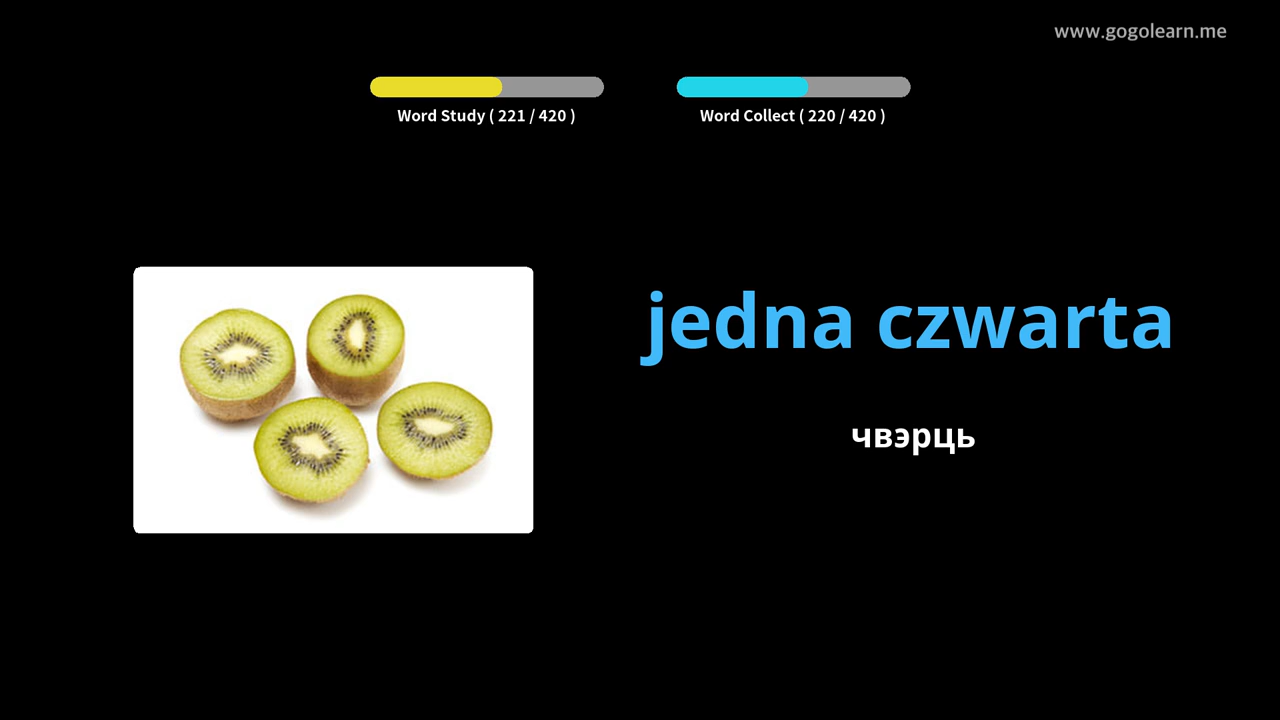 www.gogolearn.me
Word Study ( 221 / 420 )
Word Collect ( 220 / 420 )
jedna czwarta
чвэрць